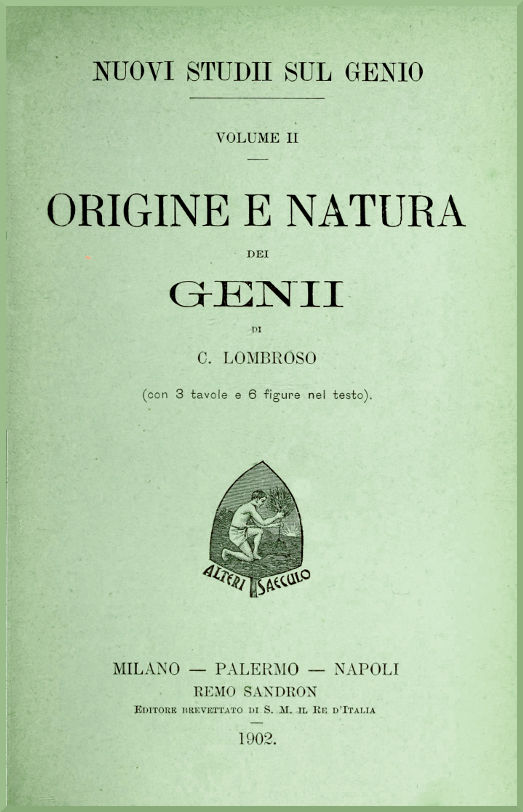 NUOVI STUDII SUL GENIO
VOLUME II
ORIGINE E NATURA
DEI
GENII
DI
C. LOMBROSO
(con 3 tavole e 6 figure nel testo).
ALTERI SAECULO
MILANO — PALERMO — NAPOLI
REMO SANDRON
EDITORE BREVETTATO DI S. M. IL RE D'ITALIA
1902.